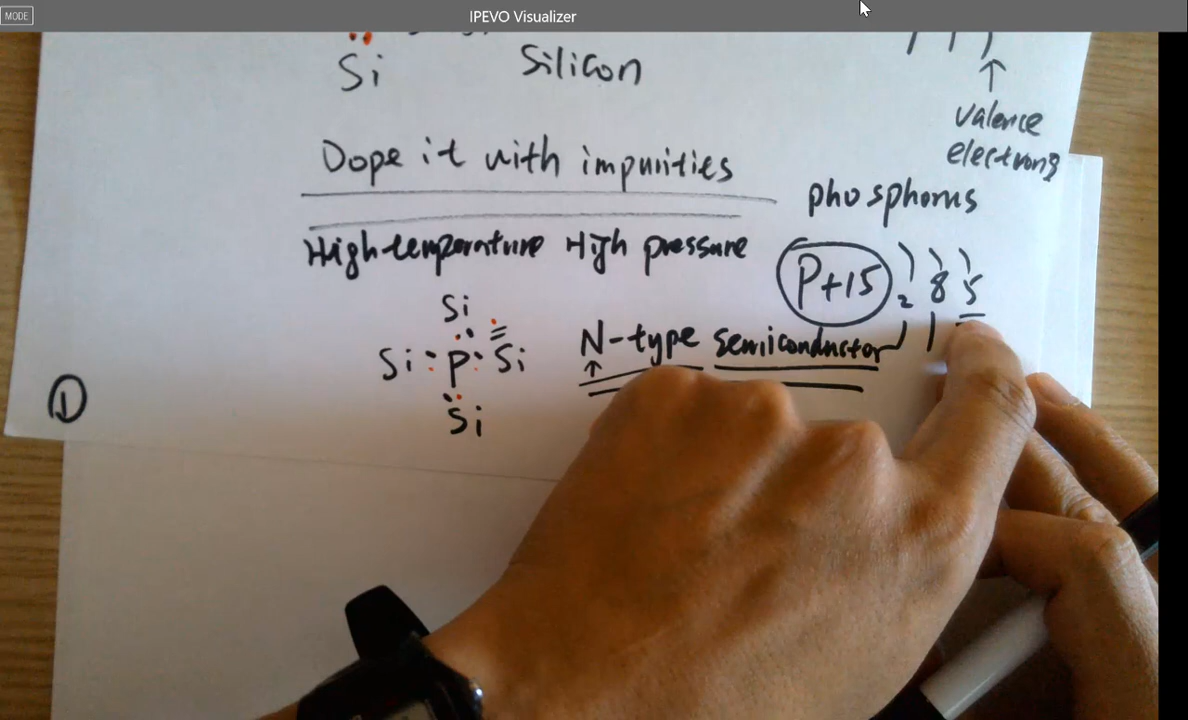 MODE
IPEVO Visualizer
Si
Silicon
valence
electrons
Dope it with impurities
phosphorus
High-temperature High pressure
P+15 2 8 5
Si
Si P Si
Si
N-type semiconductor
1